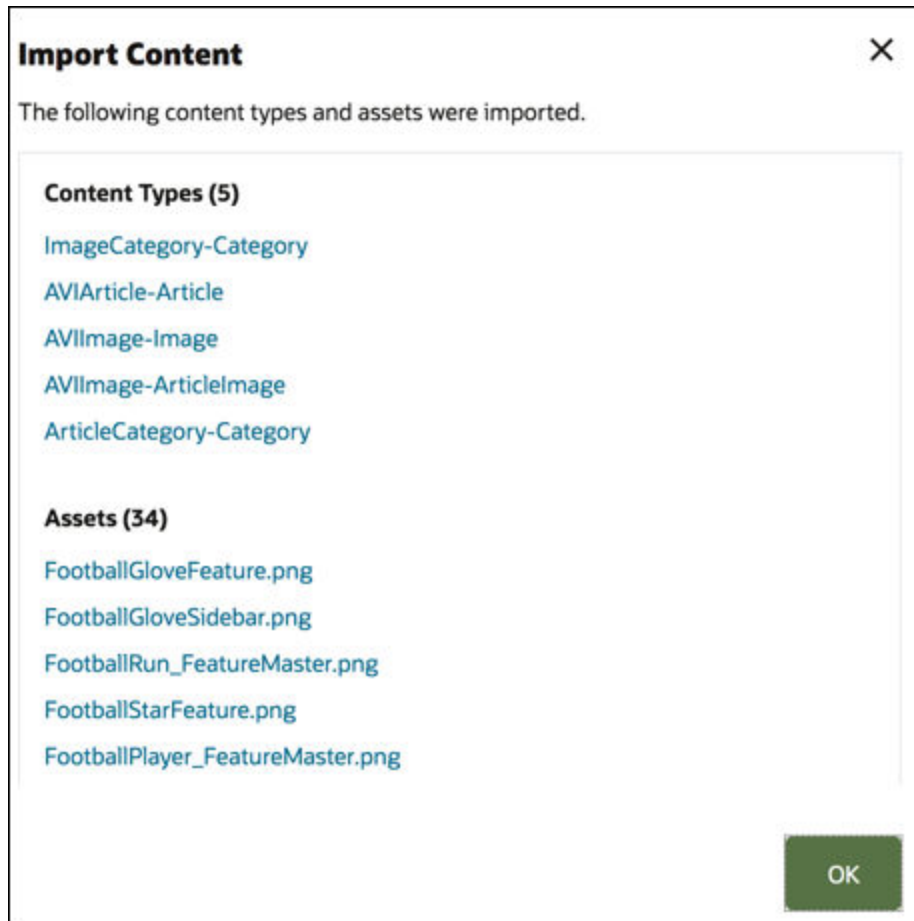 Import Content
The following content types and assets were imported.
Content Types (5)
ImageCategory-Category
AVIArticle-Article
AVIImage-Image
AVIImage-ArticleImage
ArticleCategory-Category
Assets (34)
FootballGloveFeature.png
FootballGloveSidebar.png
FootballRun_FeatureMaster.png
FootballStarFeature.png
FootballPlayer_FeatureMaster.png
OK